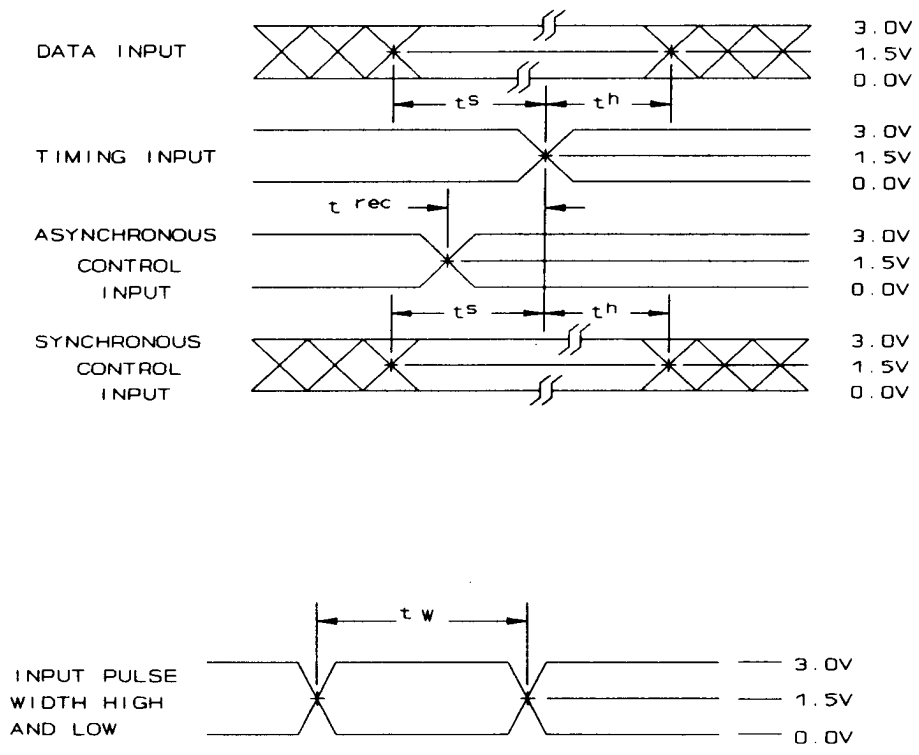 DATA INPUT
3.0V
1.5V
0.0V
ts
th
TIMING INPUT
3.0V
1.5V
0.0V
t rec
ASYNCHRONOUS
CONTROL
INPUT
3.0V
1.5V
0.0V
ts
th
SYNCHRONOUS
CONTROL
INPUT
3.0V
1.5V
0.0V
t w
INPUT PULSE
WIDTH HIGH
AND LOW
3.0V
1.5V
0.0V